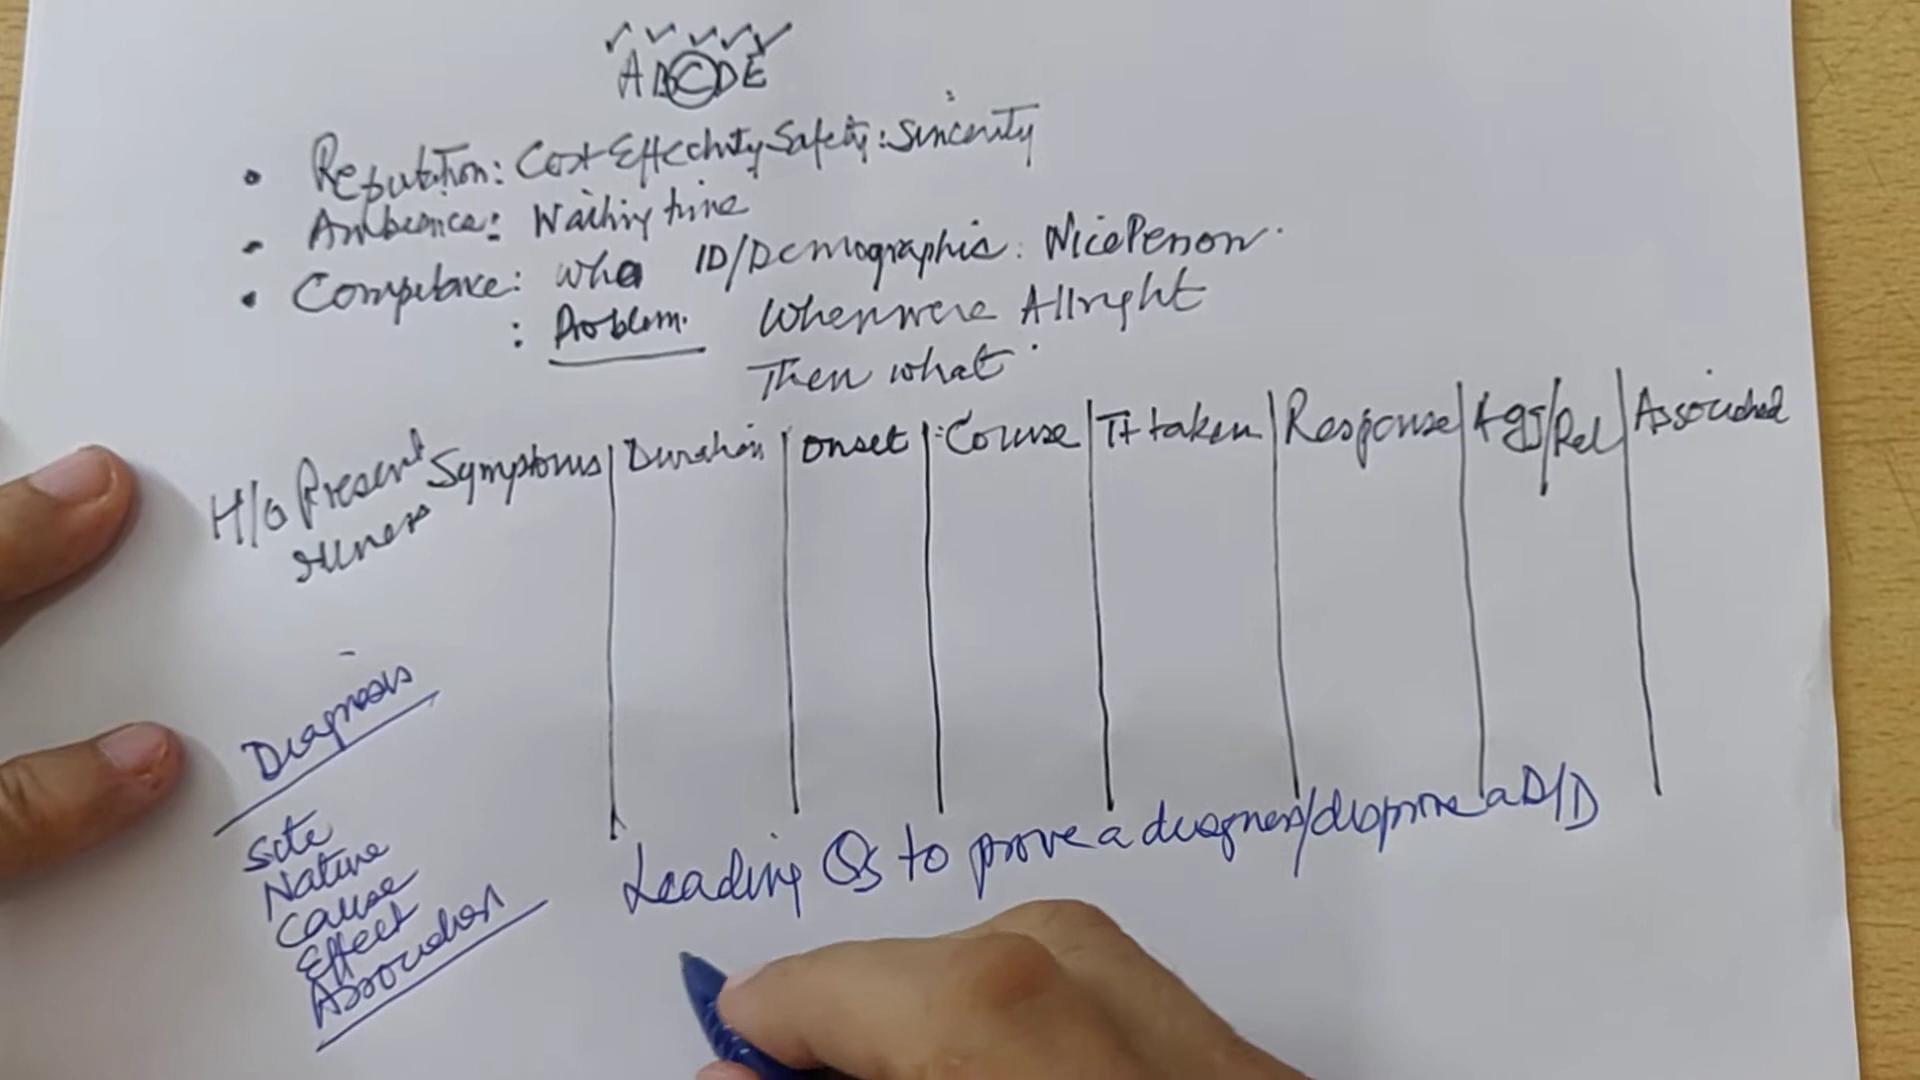 ABCDE
• Reputation: Cost Effectivity Safety: Sincerity
• Ambience: Waiting time
• Competence: Who ID/Demographic: Nice Person.
: Problem. When were Allright
Then what
H/o Present Illness
Symptoms | Duration | Onset | Course | Tt taken | Response | Agg/Rel | Associated
Diagnosis
Site
Nature
Cause
Effect
Association
Leading Qs to prove a diagnosis/disprove a D/D